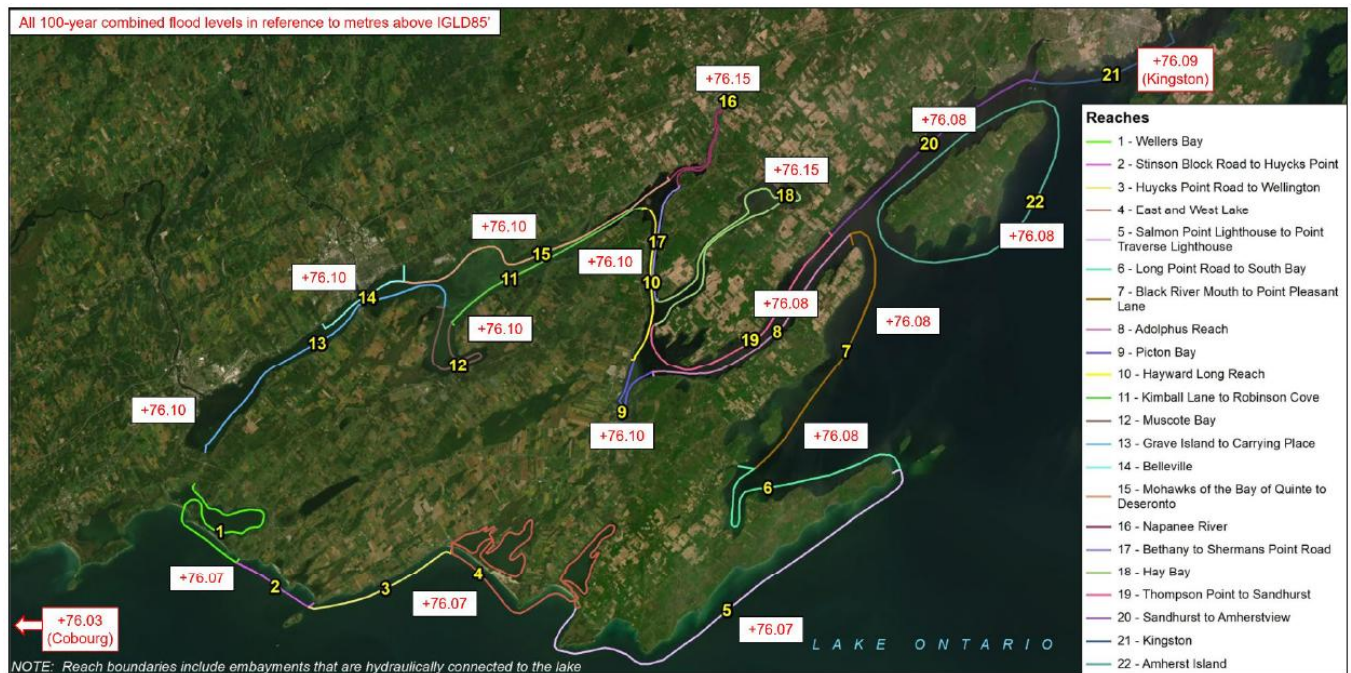 All 100-year combined flood levels in reference to metres above IGLD85'
+76.09
(Kingston)
21
+76.15
16
+76.08
20
+76.15
18
22
+76.08
+76.10
15
17
+76.10
11
10
+76.10
14
+76.08
19
8
+76.08
13
+76.10
12
7
+76.10
9
+76.10
+76.08
6
1
+76.07
2
3
4
+76.07
5
+76.07
+76.03
(Cobourg)
LAKE ONTARIO
NOTE: Reach boundaries include embayments that are hydraulically connected to the lake
Reaches
1 - Wellers Bay
2 - Stinson Block Road to Huycks Point
3 - Huycks Point Road to Wellington
4 - East and West Lake
5 - Salmon Point Lighthouse to Point
Traverse Lighthouse
6 - Long Point Road to South Bay
7 - Black River Mouth to Point Pleasant
Lane
8 - Adolphus Reach
9 - Picton Bay
10 - Hayward Long Reach
11 - Kimball Lane to Robinson Cove
12 - Muscote Bay
13 - Grave Island to Carrying Place
14 - Belleville
15 - Mohawks of the Bay of Quinte to
Deseronto
16 - Napanee River
17 - Bethany to Shermans Point Road
18 - Hay Bay
19 - Thompson Point to Sandhurst
20 - Sandhurst to Amherstview
21 - Kingston
22 - Amherst Island